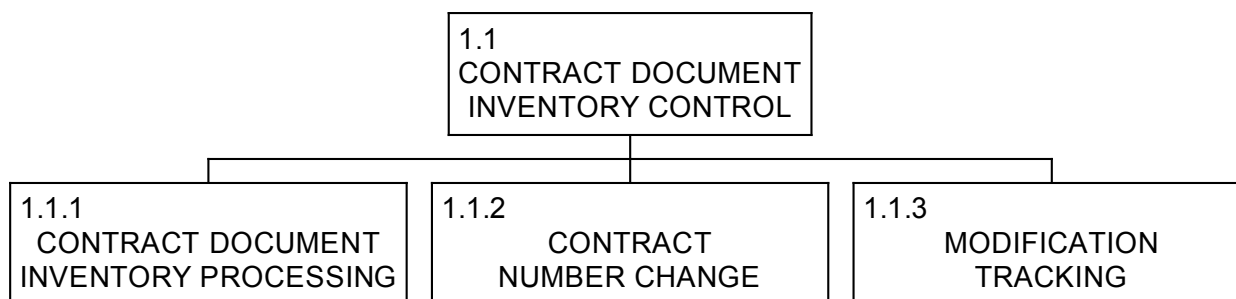 1.1
CONTRACT DOCUMENT
INVENTORY CONTROL
1.1.1
CONTRACT DOCUMENT
INVENTORY PROCESSING
1.1.2
CONTRACT
NUMBER CHANGE
1.1.3
MODIFICATION
TRACKING